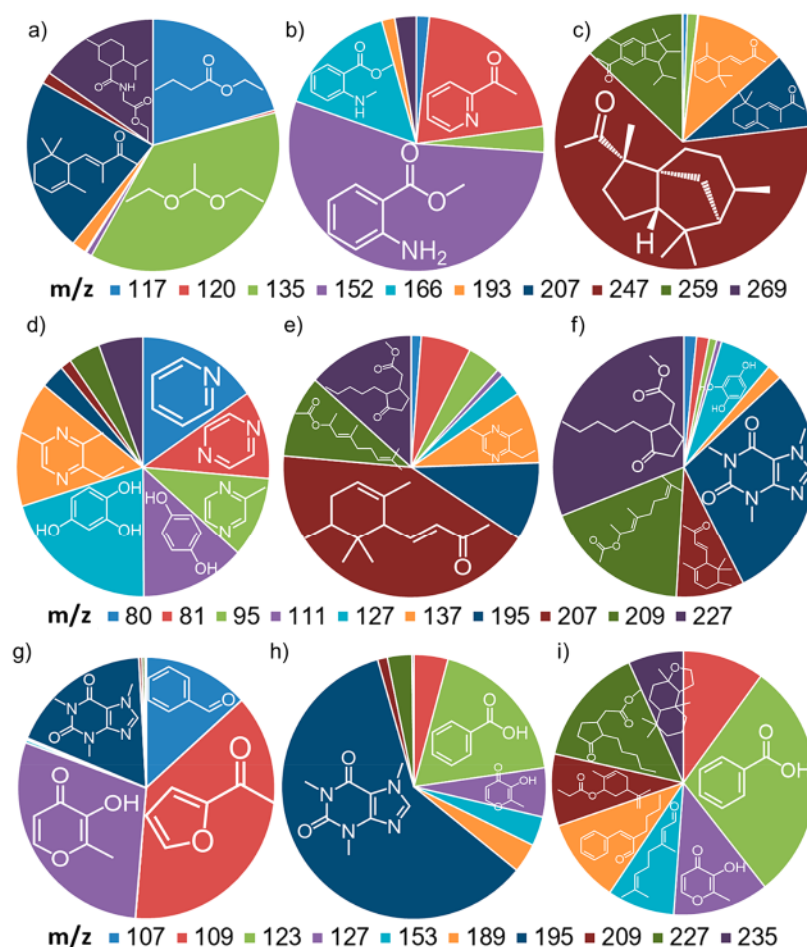 a) b) c)
m/z 117 120 135 152 166 193 207 247 259 269
d) e) f)
m/z 80 81 95 111 127 137 195 207 209 227
g) h) i)
m/z 107 109 123 127 153 189 195 209 227 235